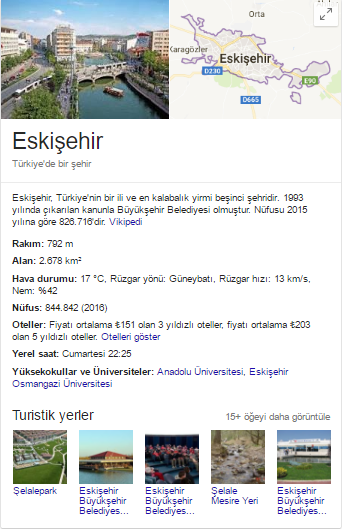 Orta
Karagözler
Eskişehir
D230
E90
D665
Eskişehir
Türkiye'de bir şehir
Eskişehir, Türkiye'nin bir ili ve en kalabalık yirmi beşinci şehridir. 1993
yılında çıkarılan kanunla Büyükşehir Belediyesi olmuştur. Nüfusu 2015
yılına göre 826.716'dir. Vikipedi
Rakım: 792 m
Alan: 2.678 km²
Hava durumu: 17 °C, Rüzgar yönü: Güneybatı, Rüzgar hızı: 13 km/s,
Nem: %42
Nüfus: 844.842 (2016)
Oteller: Fiyatı ortalama ₺151 olan 3 yıldızlı oteller, fiyatı ortalama ₺203
olan 5 yıldızlı oteller. Otelleri göster
Yerel saat: Cumartesi 22:25
Yüksekokullar ve Üniversiteler: Anadolu Üniversitesi, Eskişehir
Osmangazi Üniversitesi
Turistik yerler
15+ öğeyi daha görüntüle
Şelalepark
Eskişehir
Büyükşehir
Belediyes...
Eskişehir
Büyükşehir
Belediyes...
Şelale
Mesire Yeri
Eskişehir
Büyükşehir
Belediyes...